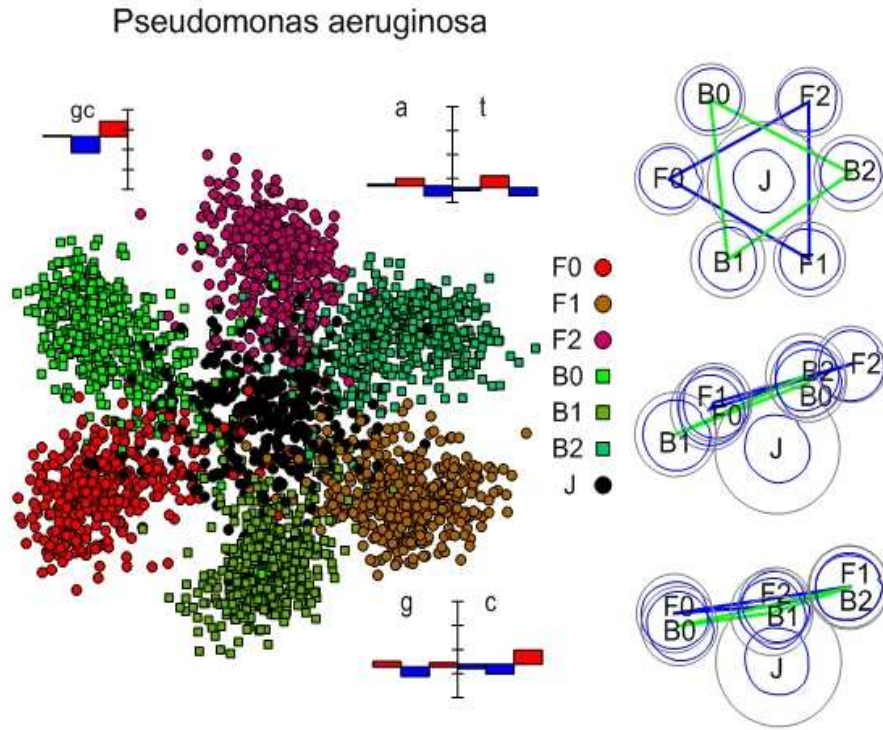 Pseudomonas aeruginosa
gc
a t
F0
F1
F2
B0
B1
B2
J
g c
B0 F2
F0 J B2
B1 F1
B2 F2
F1 B0
F0
B1 J
F1
F0 F2 B2
B0 B1
J